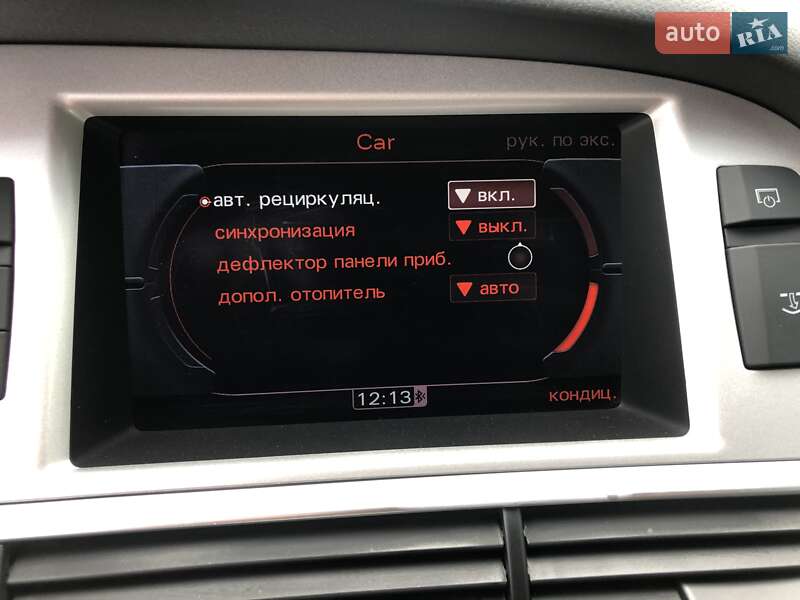 auto RIA .com
Car
рук. по экс.
авт. рециркуляц.
вкл.
синхронизация
выкл.
дефлектор панели приб.
допол. отопитель
авто
12:13
кондиц.